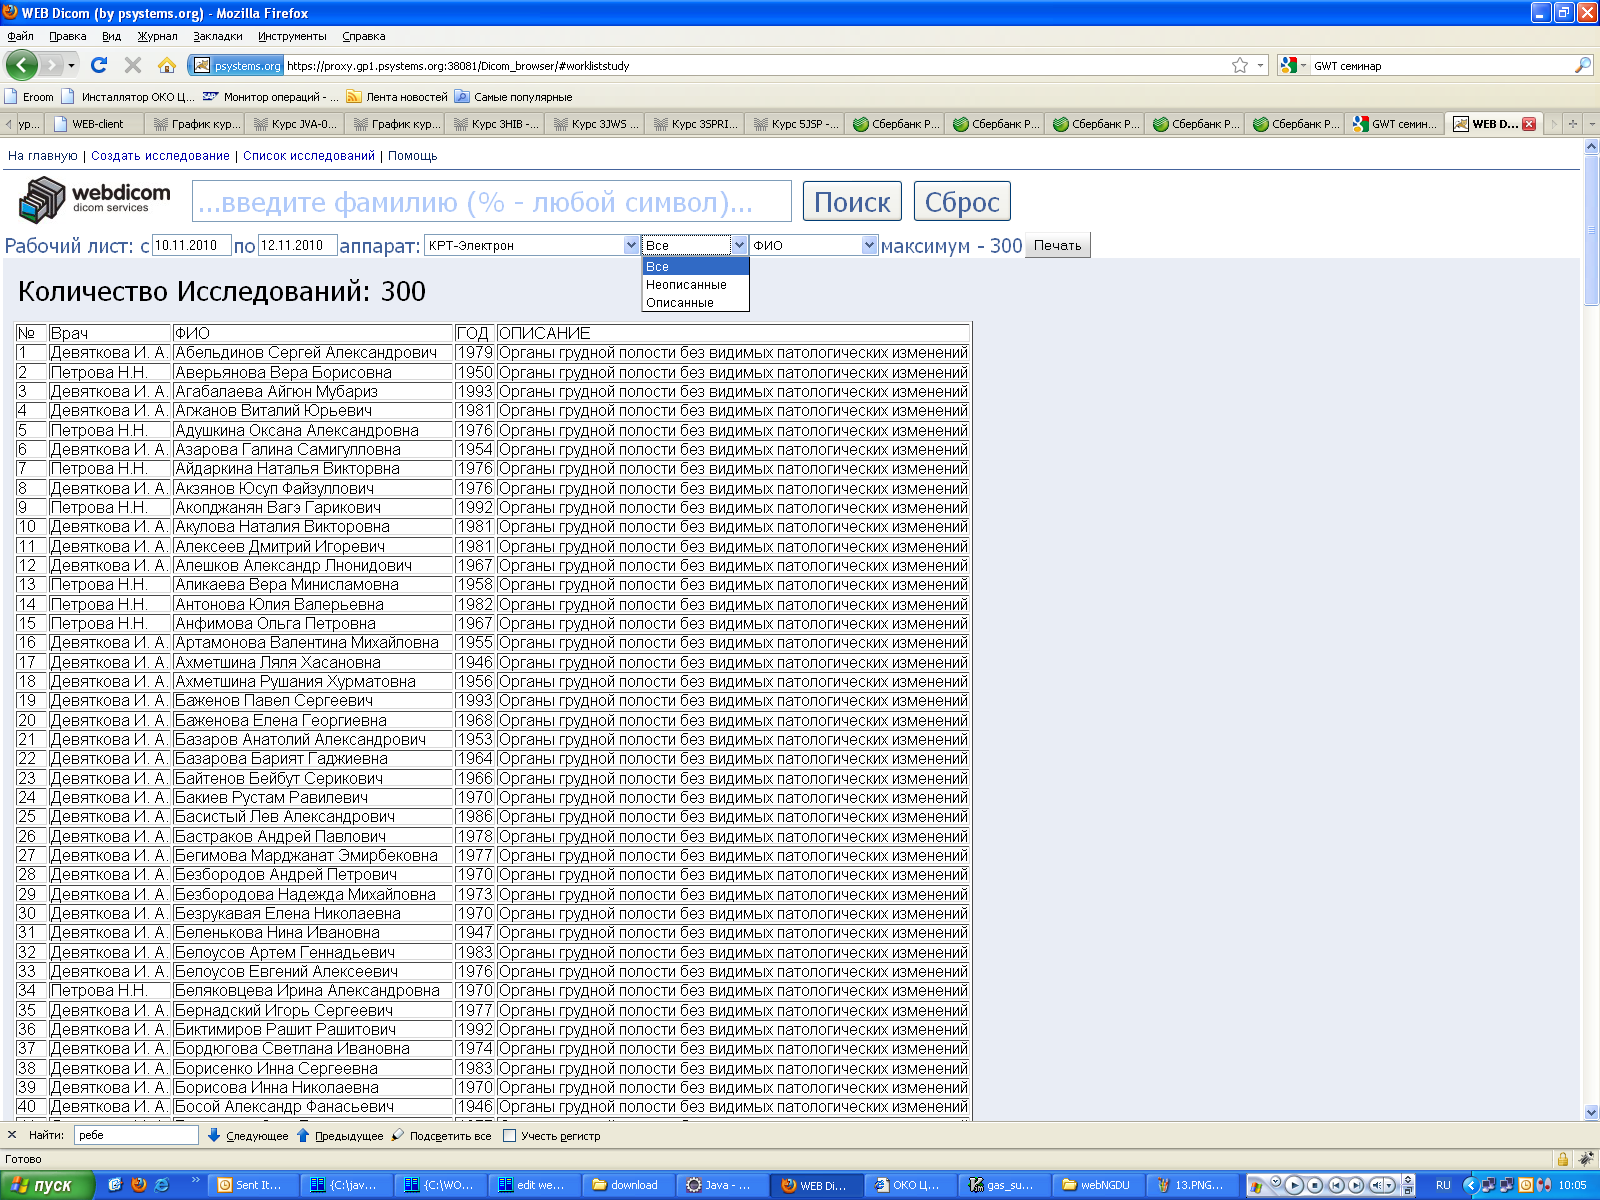 WEB Dicom (by psystems.org) - Mozilla Firefox
Файл Правка Вид Журнал Закладки Инструменты Справка
psystems.org https://proxy.gp1.psystems.org:38081/Dicom_browser/#workliststudy GWT семинар
Eroom Инсталлятор ОКО Ц... Монитор операций - ... Лента новостей Самые популярные
ур... WEB-client График кур... Курс JVA-0... График кур... Курс 3HIB -... Курс 3JWS ... Курс 3SPRI... Курс 5JSP -... Сбербанк Р... Сбербанк Р... Сбербанк Р... Сбербанк Р... Сбербанк Р... GWT семин... WEB D...
На главную | Создать исследование | Список исследований | Помощь
webdicom
dicom services
...введите фамилию (% - любой символ)... Поиск Сброс
Рабочий лист: с 10.11.2010 по 12.11.2010 аппарат: КРТ-Электрон Все ФИО максимум - 300 Печать
Все
Неописанные
Описанные
Количество Исследований: 300
№ Врач ФИО ГОД ОПИСАНИЕ
1 Девяткова И. А. Абельдинов Сергей Александрович 1979 Органы грудной полости без видимых патологических изменений
2 Петрова Н.Н. Аверьянова Вера Борисовна 1950 Органы грудной полости без видимых патологических изменений
3 Девяткова И. А. Агабалаева Айгюн Мубариз 1993 Органы грудной полости без видимых патологических изменений
4 Девяткова И. А. Агжанов Виталий Юрьевич 1981 Органы грудной полости без видимых патологических изменений
5 Петрова Н.Н. Адушкина Оксана Александровна 1976 Органы грудной полости без видимых патологических изменений
6 Девяткова И. А. Азарова Галина Самигулловна 1954 Органы грудной полости без видимых патологических изменений
7 Петрова Н.Н. Айдаркина Наталья Викторвна 1976 Органы грудной полости без видимых патологических изменений
8 Девяткова И. А. Акзянов Юсуп Файзуллович 1976 Органы грудной полости без видимых патологических изменений
9 Петрова Н.Н. Акопджанян Вагэ Гарикович 1992 Органы грудной полости без видимых патологических изменений
10 Девяткова И. А. Акулова Наталия Викторовна 1981 Органы грудной полости без видимых патологических изменений
11 Девяткова И. А. Алексеев Дмитрий Игоревич 1981 Органы грудной полости без видимых патологических изменений
12 Девяткова И. А. Алешков Александр Лнонидович 1967 Органы грудной полости без видимых патологических изменений
13 Петрова Н.Н. Аликаева Вера Минисламовна 1958 Органы грудной полости без видимых патологических изменений
14 Петрова Н.Н. Антонова Юлия Валерьевна 1982 Органы грудной полости без видимых патологических изменений
15 Петрова Н.Н. Анфимова Ольга Петровна 1967 Органы грудной полости без видимых патологических изменений
16 Девяткова И. А. Артамонова Валентина Михайловна 1955 Органы грудной полости без видимых патологических изменений
17 Девяткова И. А. Ахметшина Ляля Хасановна 1946 Органы грудной полости без видимых патологических изменений
18 Девяткова И. А. Ахметшина Рушания Хурматовна 1956 Органы грудной полости без видимых патологических изменений
19 Девяткова И. А. Баженов Павел Сергеевич 1993 Органы грудной полости без видимых патологических изменений
20 Девяткова И. А. Баженова Елена Георгиевна 1968 Органы грудной полости без видимых патологических изменений
21 Девяткова И. А. Базаров Анатолий Александрович 1953 Органы грудной полости без видимых патологических изменений
22 Девяткова И. А. Базарова Барият Гаджиевна 1964 Органы грудной полости без видимых патологических изменений
23 Девяткова И. А. Байтенов Бейбут Серикович 1966 Органы грудной полости без видимых патологических изменений
24 Девяткова И. А. Бакиев Рустам Равилевич 1970 Органы грудной полости без видимых патологических изменений
25 Девяткова И. А. Басистый Лев Александрович 1986 Органы грудной полости без видимых патологических изменений
26 Девяткова И. А. Бастраков Андрей Павлович 1978 Органы грудной полости без видимых патологических изменений
27 Девяткова И. А. Бегимова Марджанат Эмирбековна 1977 Органы грудной полости без видимых патологических изменений
28 Девяткова И. А. Безбородов Андрей Петрович 1970 Органы грудной полости без видимых патологических изменений
29 Девяткова И. А. Безбородова Надежда Михайловна 1973 Органы грудной полости без видимых патологических изменений
30 Девяткова И. А. Безрукавая Елена Николаевна 1970 Органы грудной полости без видимых патологических изменений
31 Девяткова И. А. Беленькова Нина Ивановна 1947 Органы грудной полости без видимых патологических изменений
32 Девяткова И. А. Белоусов Артем Геннадьевич 1983 Органы грудной полости без видимых патологических изменений
33 Девяткова И. А. Белоусов Евгений Алексеевич 1976 Органы грудной полости без видимых патологических изменений
34 Петрова Н.Н. Беляковцева Ирина Александровна 1970 Органы грудной полости без видимых патологических изменений
35 Девяткова И. А. Бернадский Игорь Сергеевич 1977 Органы грудной полости без видимых патологических изменений
36 Девяткова И. А. Биктимиров Рашит Рашитович 1992 Органы грудной полости без видимых патологических изменений
37 Девяткова И. А. Бордюгова Светлана Ивановна 1974 Органы грудной полости без видимых патологических изменений
38 Девяткова И. А. Борисенко Инна Сергеевна 1983 Органы грудной полости без видимых патологических изменений
39 Девяткова И. А. Борисова Инна Николаевна 1970 Органы грудной полости без видимых патологических изменений
40 Девяткова И. А. Босой Александр Фанасьевич 1946 Органы грудной полости без видимых патологических изменений
Найти: ребе Следующее Предыдущее Подсветить все Учесть регистр
Готово
пуск Sent It... {C:\jav... {C:\WO... edit we... download Java - ... WEB Di... ОКО Ц... gas_su... webNGDU 13.PNG... RU 10:05